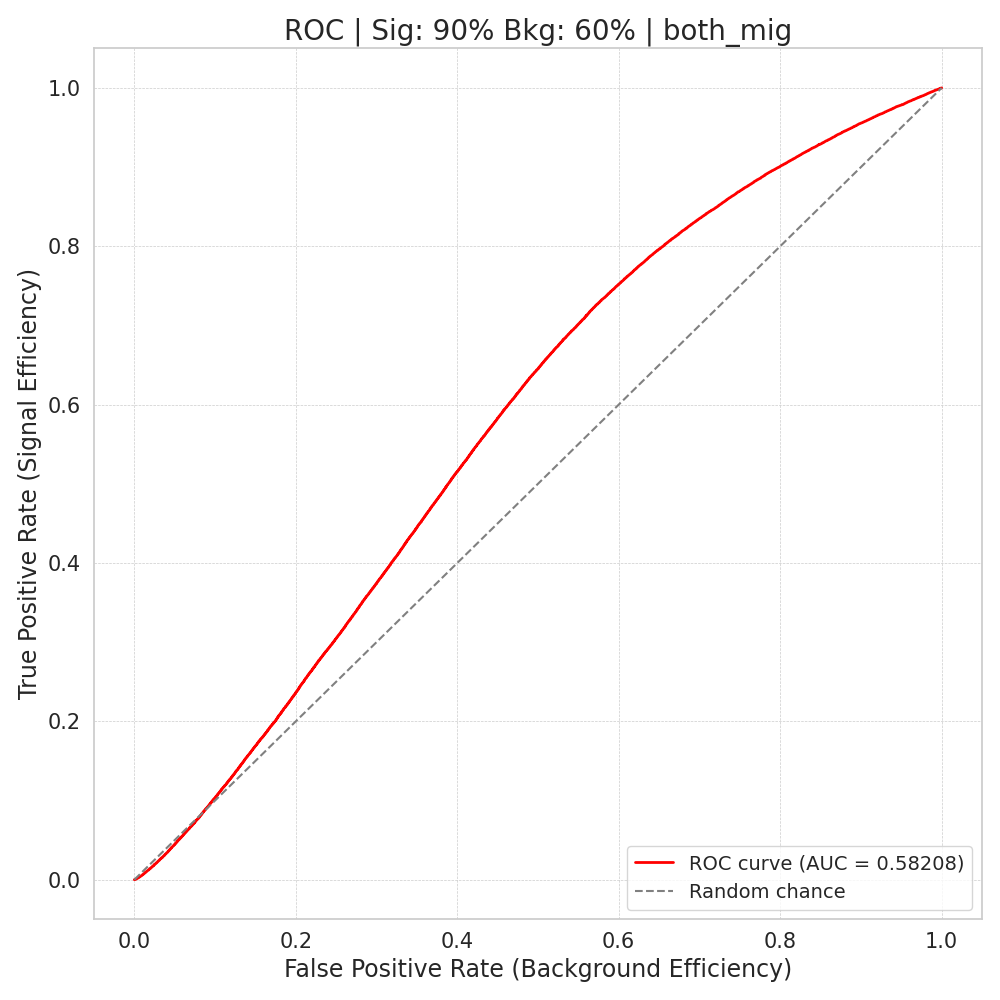 ROC | Sig: 90% Bkg: 60% | both_mig
True Positive Rate (Signal Efficiency)
1.0
0.8
0.6
0.4
0.2
0.0
ROC curve (AUC = 0.58208)
Random chance
0.0 0.2 0.4 0.6 0.8 1.0
False Positive Rate (Background Efficiency)